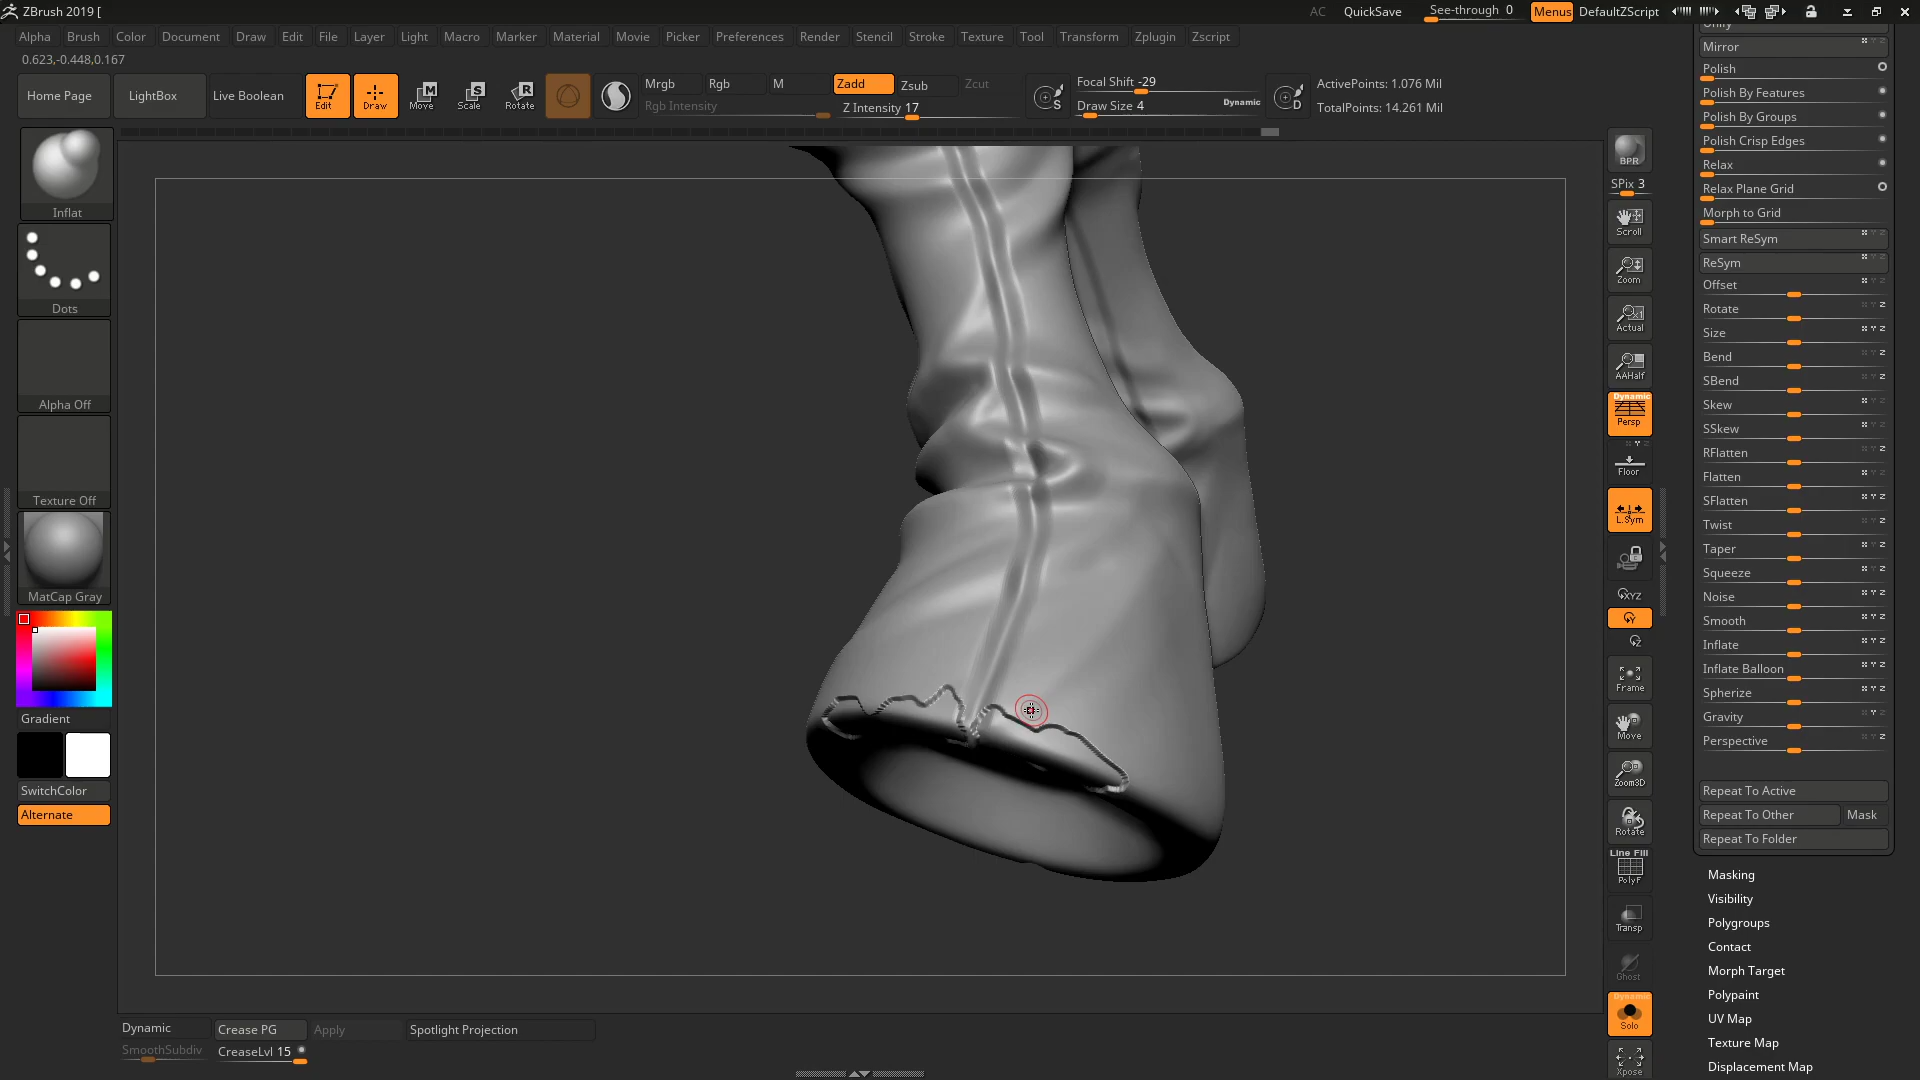 ZBrush 2019 [
AC QuickSave See-through 0 Menus DefaultZScript
Alpha Brush Color Document Draw Edit File Layer Light Macro Marker Material Movie Picker Preferences Render Stencil Stroke Texture Tool Transform Zplugin Zscript
0.623,-0.448,0.167
Home Page LightBox Live Boolean Edit Draw Move Scale Rotate
Mrgb Rgb M Zadd Zsub Zcut
Rgb Intensity Z Intensity 17
Focal Shift -29
Draw Size 4 Dynamic
S
D
ActivePoints: 1.076 Mil
TotalPoints: 14.261 Mil
Inflat
Dots
Alpha Off
Texture Off
MatCap Gray
Gradient
SwitchColor
Alternate
BPR
SPix 3
Scroll
Zoom
Actual
AAHalf
Dynamic
Persp
Floor
L.Sym
XYZ
Y
Z
Frame
Move
Zoom3D
Rotate
Line Fill
PolyF
Transp
Ghost
Dynamic
Solo
Xpose
Mirror
Polish
Polish By Features
Polish By Groups
Polish Crisp Edges
Relax
Relax Plane Grid
Morph to Grid
Smart ReSym
ReSym
Offset
Rotate
Size
Bend
SBend
Skew
SSkew
RFlatten
Flatten
SFlatten
Twist
Taper
Squeeze
Noise
Smooth
Inflate
Inflate Balloon
Spherize
Gravity
Perspective
Repeat To Active
Repeat To Other Mask
Repeat To Folder
Masking
Visibility
Polygroups
Contact
Morph Target
Polypaint
UV Map
Texture Map
Displacement Map
Dynamic Crease PG Apply Spotlight Projection
SmoothSubdiv CreaseLvl 15